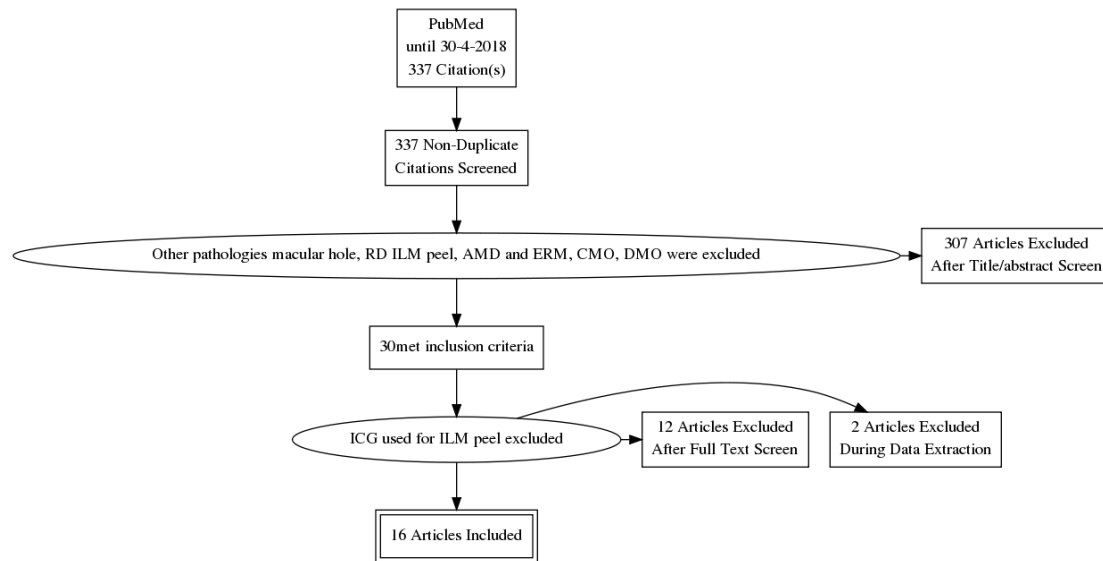 PubMed
until 30-4-2018
337 Citation(s)
337 Non-Duplicate
Citations Screened
Other pathologies macular hole, RD ILM peel, AMD and ERM, CMO, DMO were excluded
307 Articles Excluded
After Title/abstract Screen
30met inclusion criteria
ICG used for ILM peel excluded
12 Articles Excluded
After Full Text Screen
2 Articles Excluded
During Data Extraction
16 Articles Included